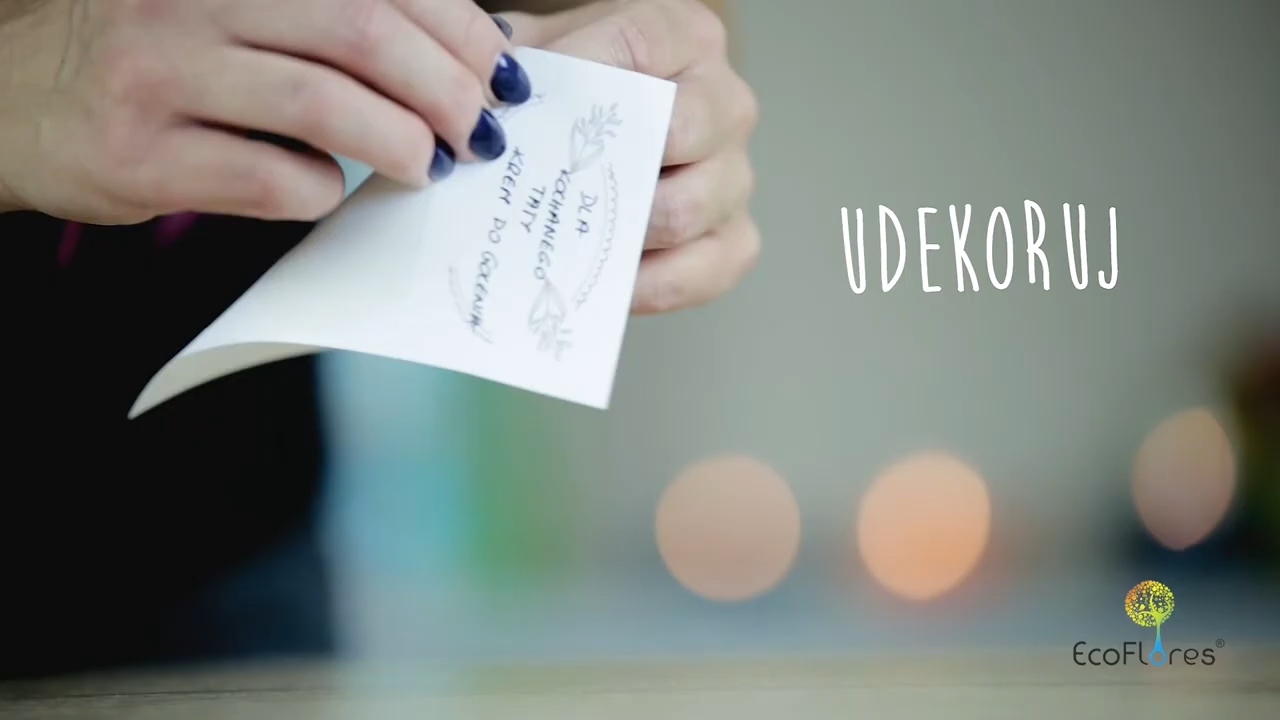 DLA
KOCHANEGO
TATY
KREM DO GOLENIA!
UDEKORUJ
EcoFlores®